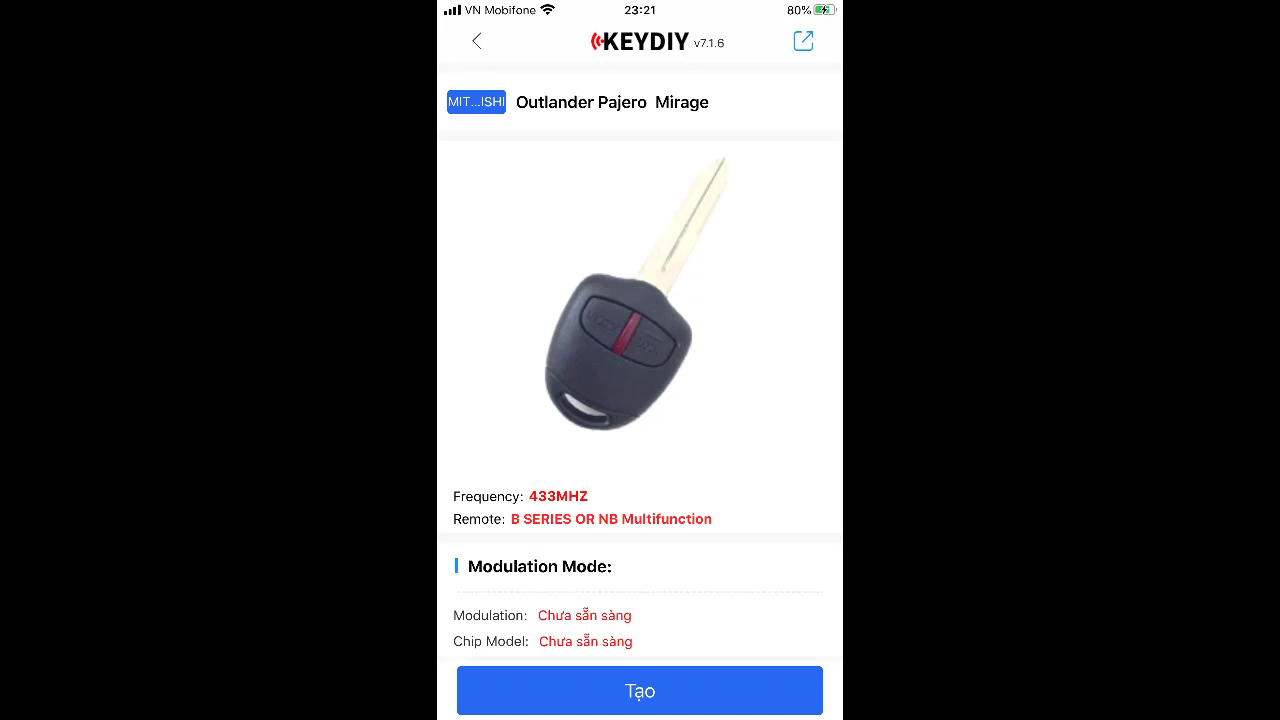 VN Mobifone 23:21 80%
KEYDIY v7.1.6
MIT...ISHI Outlander Pajero Mirage
Frequency: 433MHZ
Remote: B SERIES OR NB Multifunction
Modulation Mode:
Modulation: Chưa sẵn sàng
Chip Model: Chưa sẵn sàng
Tạo